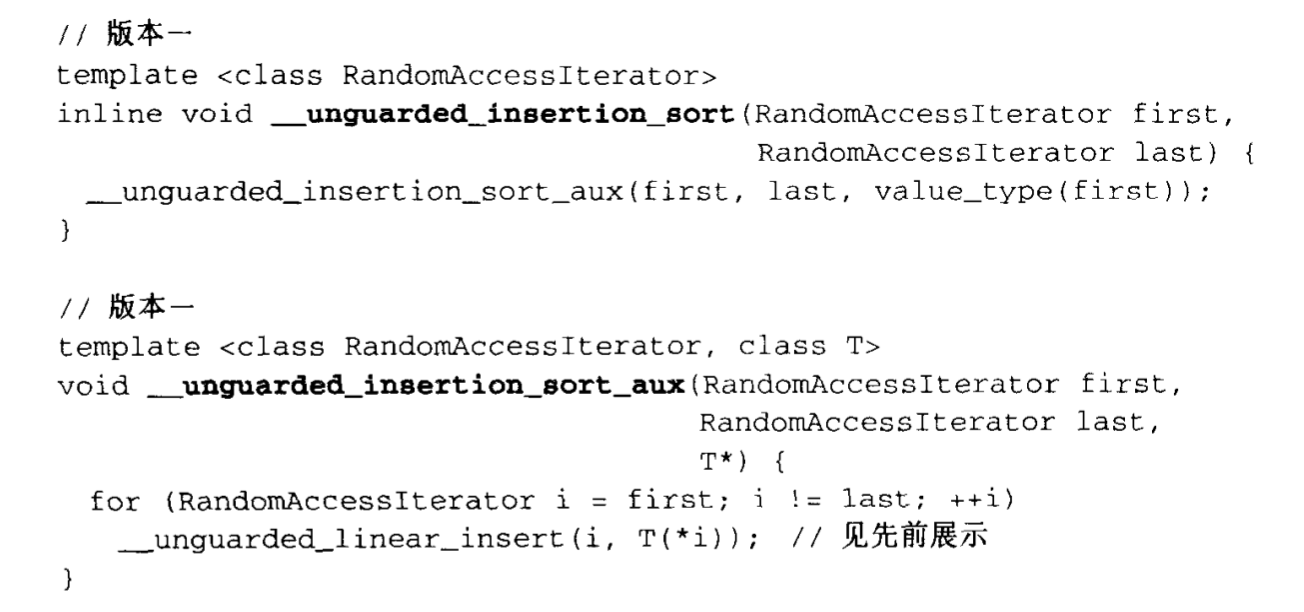 // 版本一
template <class RandomAccessIterator>
inline void __unguarded_insertion_sort(RandomAccessIterator first,
RandomAccessIterator last) {
__unguarded_insertion_sort_aux(first, last, value_type(first));
}
// 版本一
template <class RandomAccessIterator, class T>
void __unguarded_insertion_sort_aux(RandomAccessIterator first,
RandomAccessIterator last,
T*) {
for (RandomAccessIterator i = first; i != last; ++i)
__unguarded_linear_insert(i, T(*i)); // 见先前展示
}